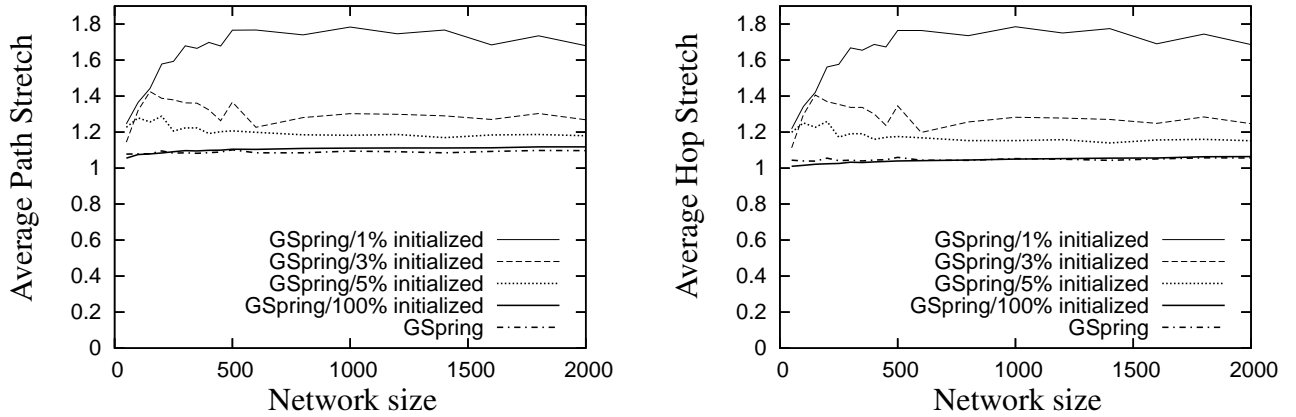 Average Path Stretch
1.8
1.6
1.4
1.2
1
0.8
0.6
0.4
0.2
0
GSpring/1% initialized
GSpring/3% initialized
GSpring/5% initialized
GSpring/100% initialized
GSpring
0 500 1000 1500 2000
Network size
Average Hop Stretch
1.8
1.6
1.4
1.2
1
0.8
0.6
0.4
0.2
0
GSpring/1% initialized
GSpring/3% initialized
GSpring/5% initialized
GSpring/100% initialized
GSpring
0 500 1000 1500 2000
Network size